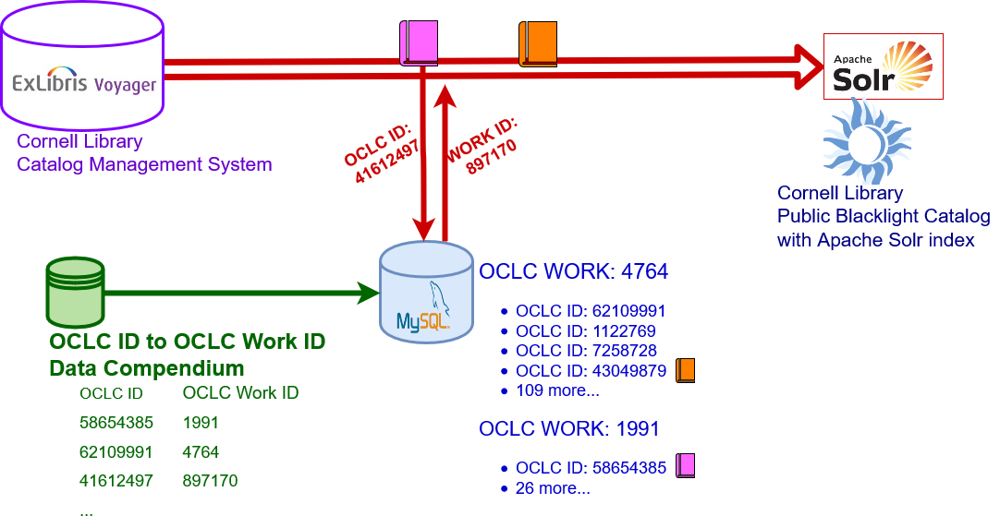 ExLibris Voyager
Cornell Library
Catalog Management System
OCLC ID:
41612497
WORK ID:
897170
Apache
Solr
Cornell Library
Public Blacklight Catalog
with Apache Solr index
MySQL
OCLC ID to OCLC Work ID
Data Compendium
OCLC ID OCLC Work ID
58654385 1991
62109991 4764
41612497 897170
...
OCLC WORK: 4764
• OCLC ID: 62109991
• OCLC ID: 1122769
• OCLC ID: 7258728
• OCLC ID: 43049879
• 109 more...
OCLC WORK: 1991
• OCLC ID: 58654385
• 26 more...